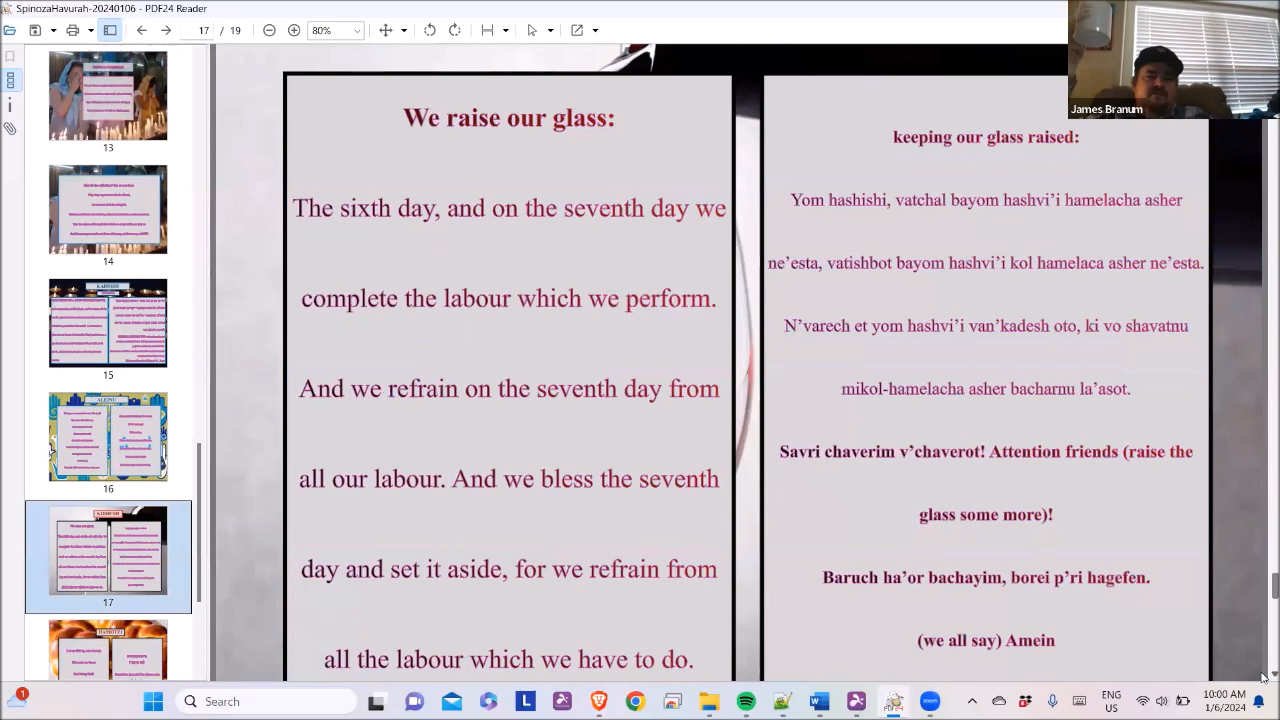 SpinozaHavurah-20240106 - PDF24 Reader
17 / 19
80%
James Branum
13
14
KADDISH
15
ALEINU
16
KIDDUSH
17
HAMOTZI
We raise our glass:
The sixth day, and on the seventh day we
complete the labour which we perform.
And we refrain on the seventh day from
all our labour. And we bless the seventh
day and set it aside, for we refrain from
all the labour which we have to do.
keeping our glass raised:
Yom hashishi, vatchal bayom hashvi’i hamelacha asher
ne’esta, vatishbot bayom hashvi’i kol hamelaca asher ne’esta.
N’varech et yom hashvi’i van’kadesh oto, ki vo shavatnu
mikol-hamelacha asher bacharnu la’asot.
Savri chaverim v’chaverot! Attention friends (raise the
glass some more)!
Baruch ha’or bachayim, borei p’ri hagefen.
(we all say) Amein
1
Search
ENG
US
10:00 AM
1/6/2024